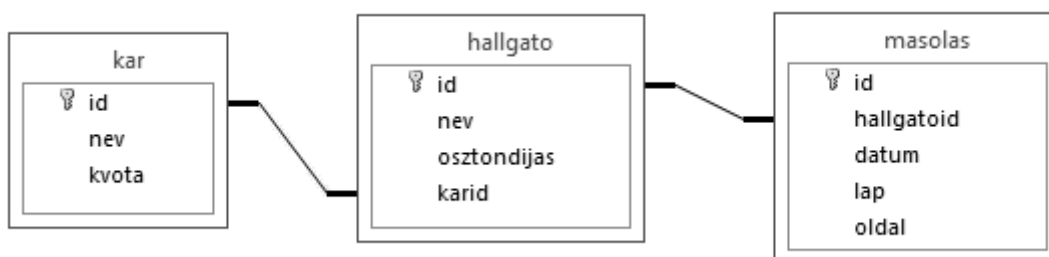 kar
id
nev
kvota
hallgato
id
nev
osztondijas
karid
masolas
id
hallgatoid
datum
lap
oldal